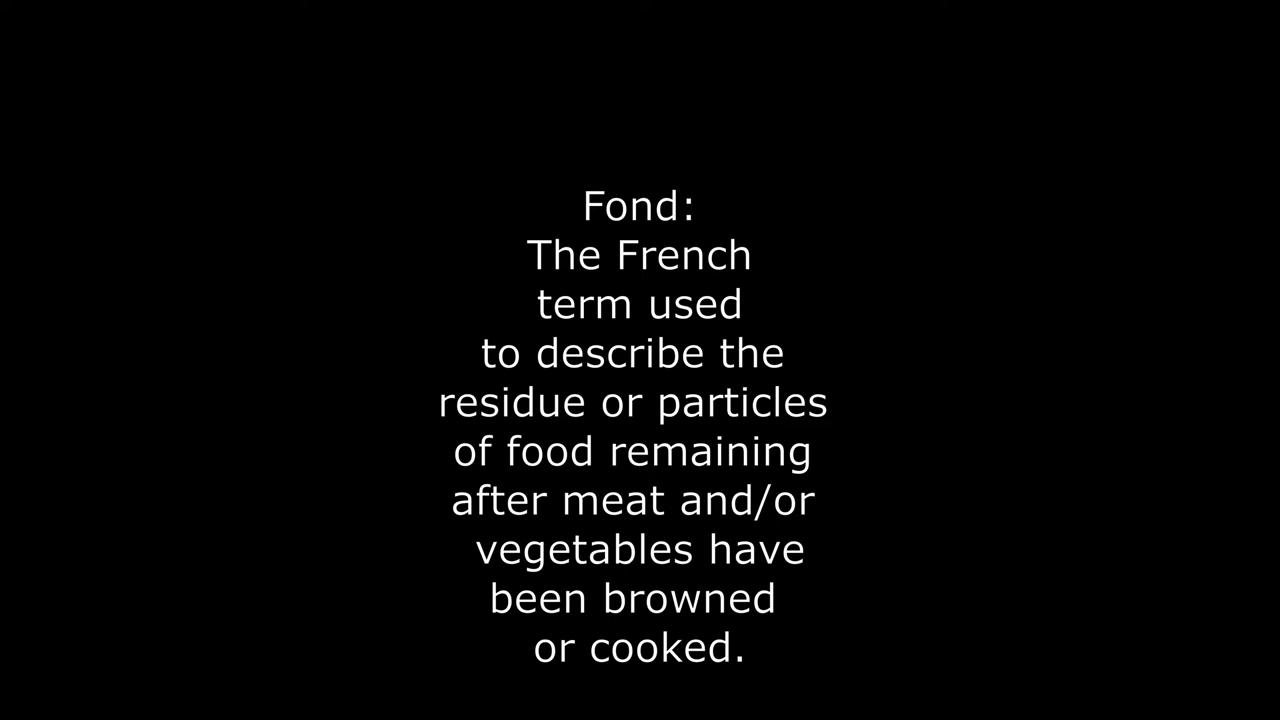 Fond:
The French
term used
to describe the
residue or particles
of food remaining
after meat and/or
vegetables have
been browned
or cooked.